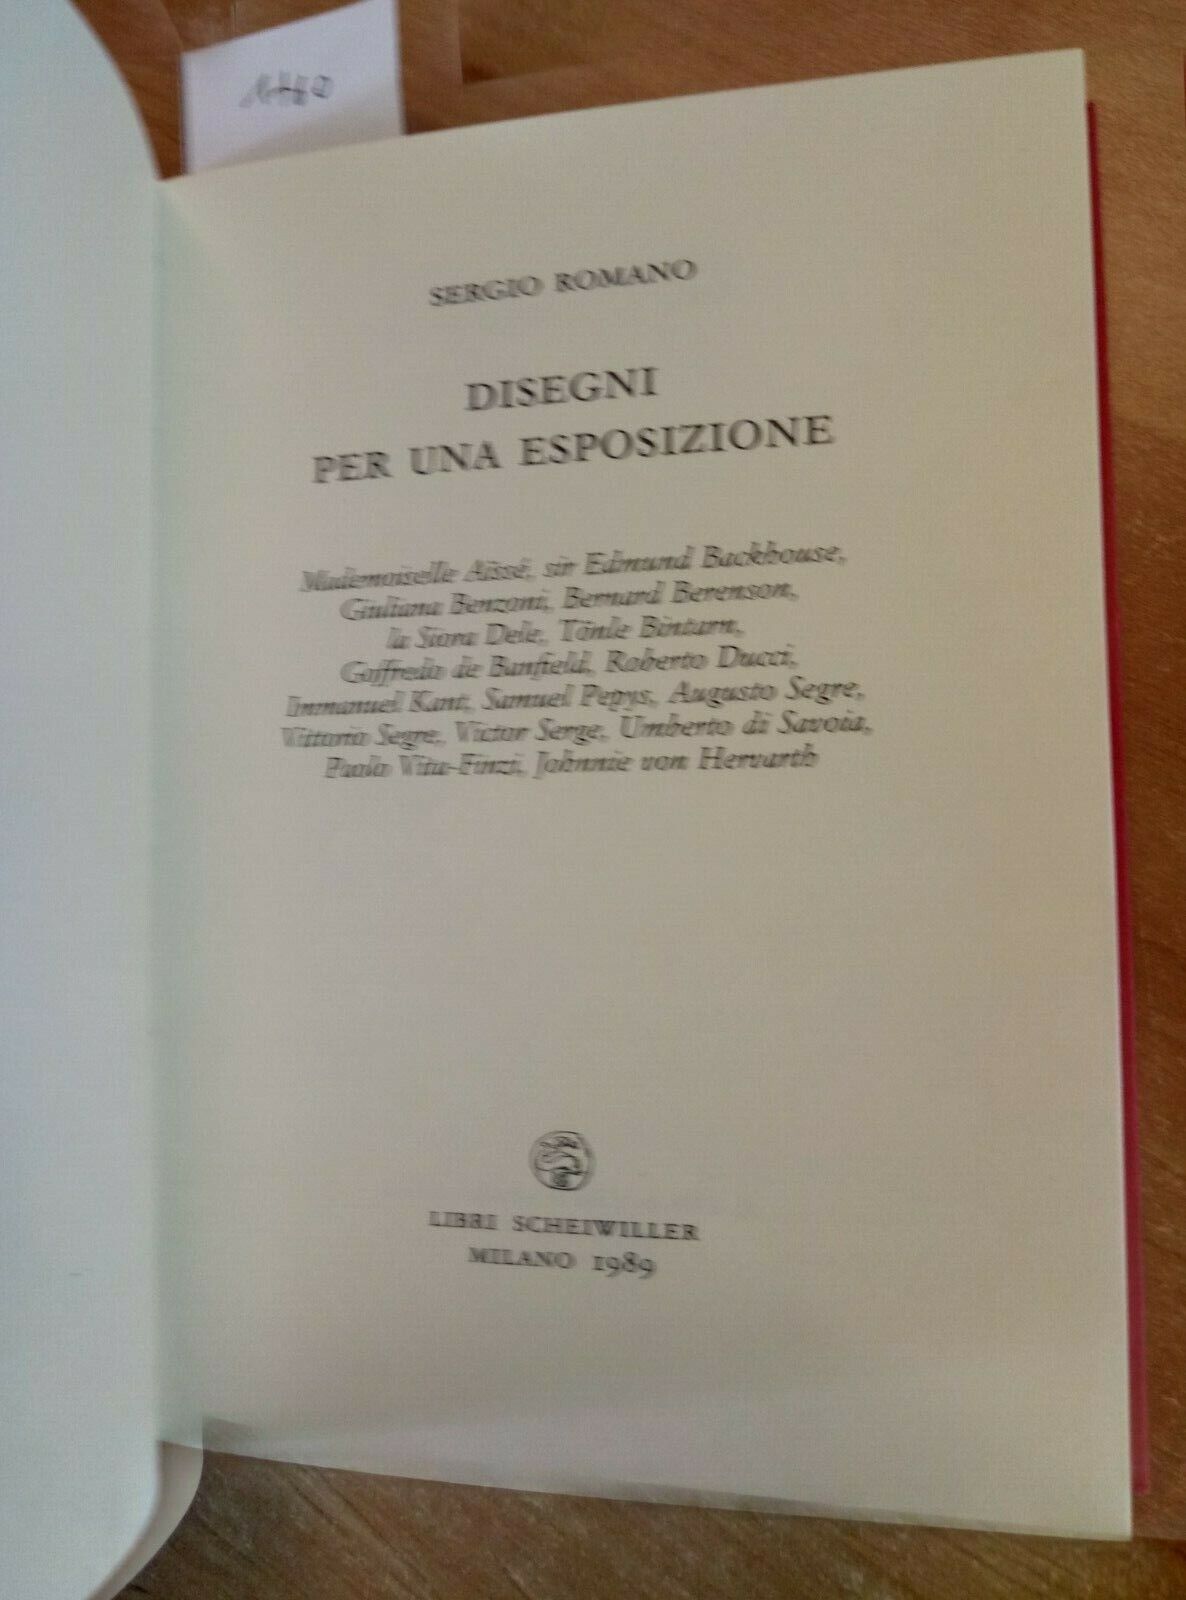 SERGIO ROMANO
DISEGNI
PER UNA ESPOSIZIONE
Mademoiselle Aïssé, sir Edmund Backhouse,
Giuliana Benzoni, Bernard Berenson,
la Siora Dele, Tönle Bintarn,
Goffredo de Banfield, Roberto Ducci,
Immanuel Kant, Samuel Pepys, Augusto Segre,
Vittorio Segre, Victor Serge, Umberto di Savoia,
Paolo Vita-Finzi, Johnnie von Herwarth
LIBRI SCHEIWILLER
MILANO 1989